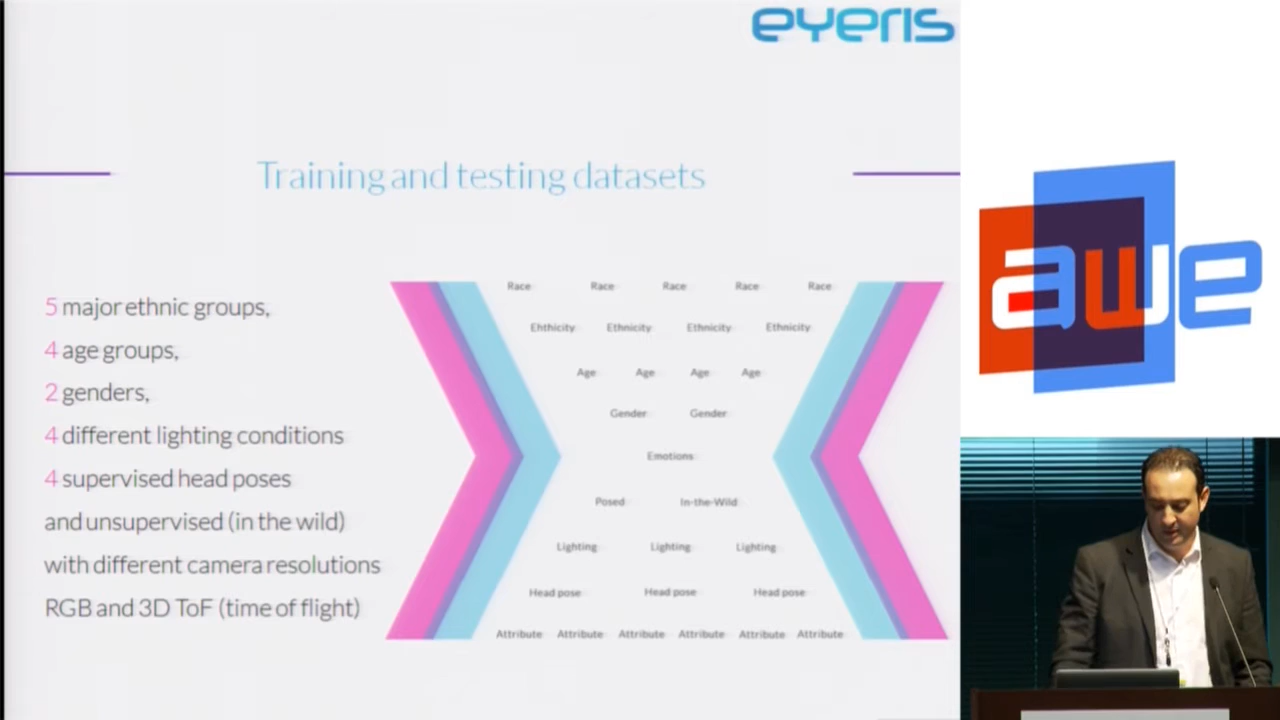 eyeris
Training and testing datasets
5 major ethnic groups,
4 age groups,
2 genders,
4 different lighting conditions
4 supervised head poses
and unsupervised (in the wild)
with different camera resolutions
RGB and 3D ToF (time of flight)
Race Race Race Race Race
Ehthicity Ethnicity Ethnicity Ethnicity
Age Age Age Age
Gender Gender
Emotions
Posed In-the-Wild
Lighting Lighting Lighting
Head pose Head pose Head pose
Attribute Attribute Attribute Attribute Attribute Attribute
awe